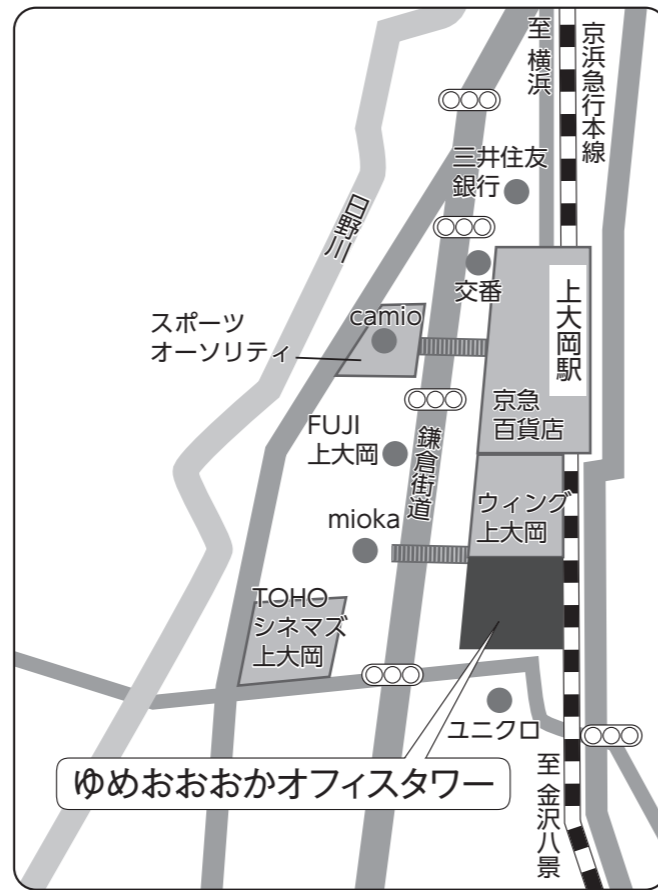 至 横浜
京浜急行本線
三井住友
銀行
日野川
交番
上大岡駅
camio
スポーツ
オーソリティ
京急
百貨店
FUJI
上大岡
鎌倉街道
ウィング
上大岡
mioka
TOHO
シネマズ
上大岡
ユニクロ
ゆめおおおかオフィスタワー
至 金沢八景